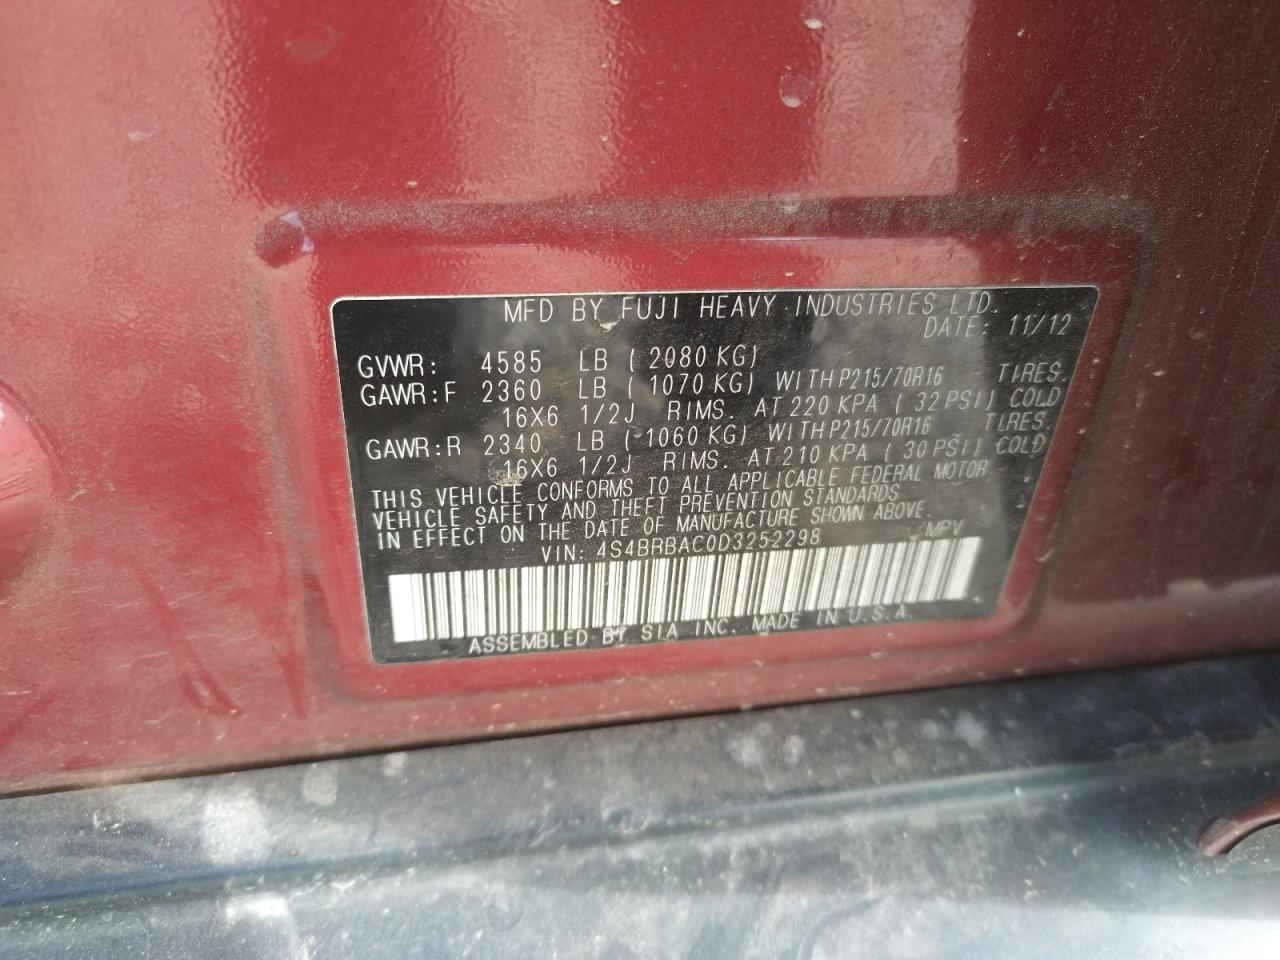 MFD BY FUJI HEAVY INDUSTRIES LTD.
DATE: 11/12
GVWR: 4585 LB ( 2080 KG)
GAWR:F 2360 LB ( 1070 KG) WITH P215/70R16 TIRES.
16X6 1/2J RIMS. AT 220 KPA ( 32 PSI) COLD
GAWR:R 2340 LB ( 1060 KG) WITH P215/70R16 TIRES.
16X6 1/2J RIMS. AT 210 KPA ( 30 PSI) COLD
THIS VEHICLE CONFORMS TO ALL APPLICABLE FEDERAL MOTOR
VEHICLE SAFETY AND THEFT PREVENTION STANDARDS
IN EFFECT ON THE DATE OF MANUFACTURE SHOWN ABOVE.
VIN: 4S4BRBAC0D3252298 MPV
ASSEMBLED BY SIA INC. MADE IN U.S.A.